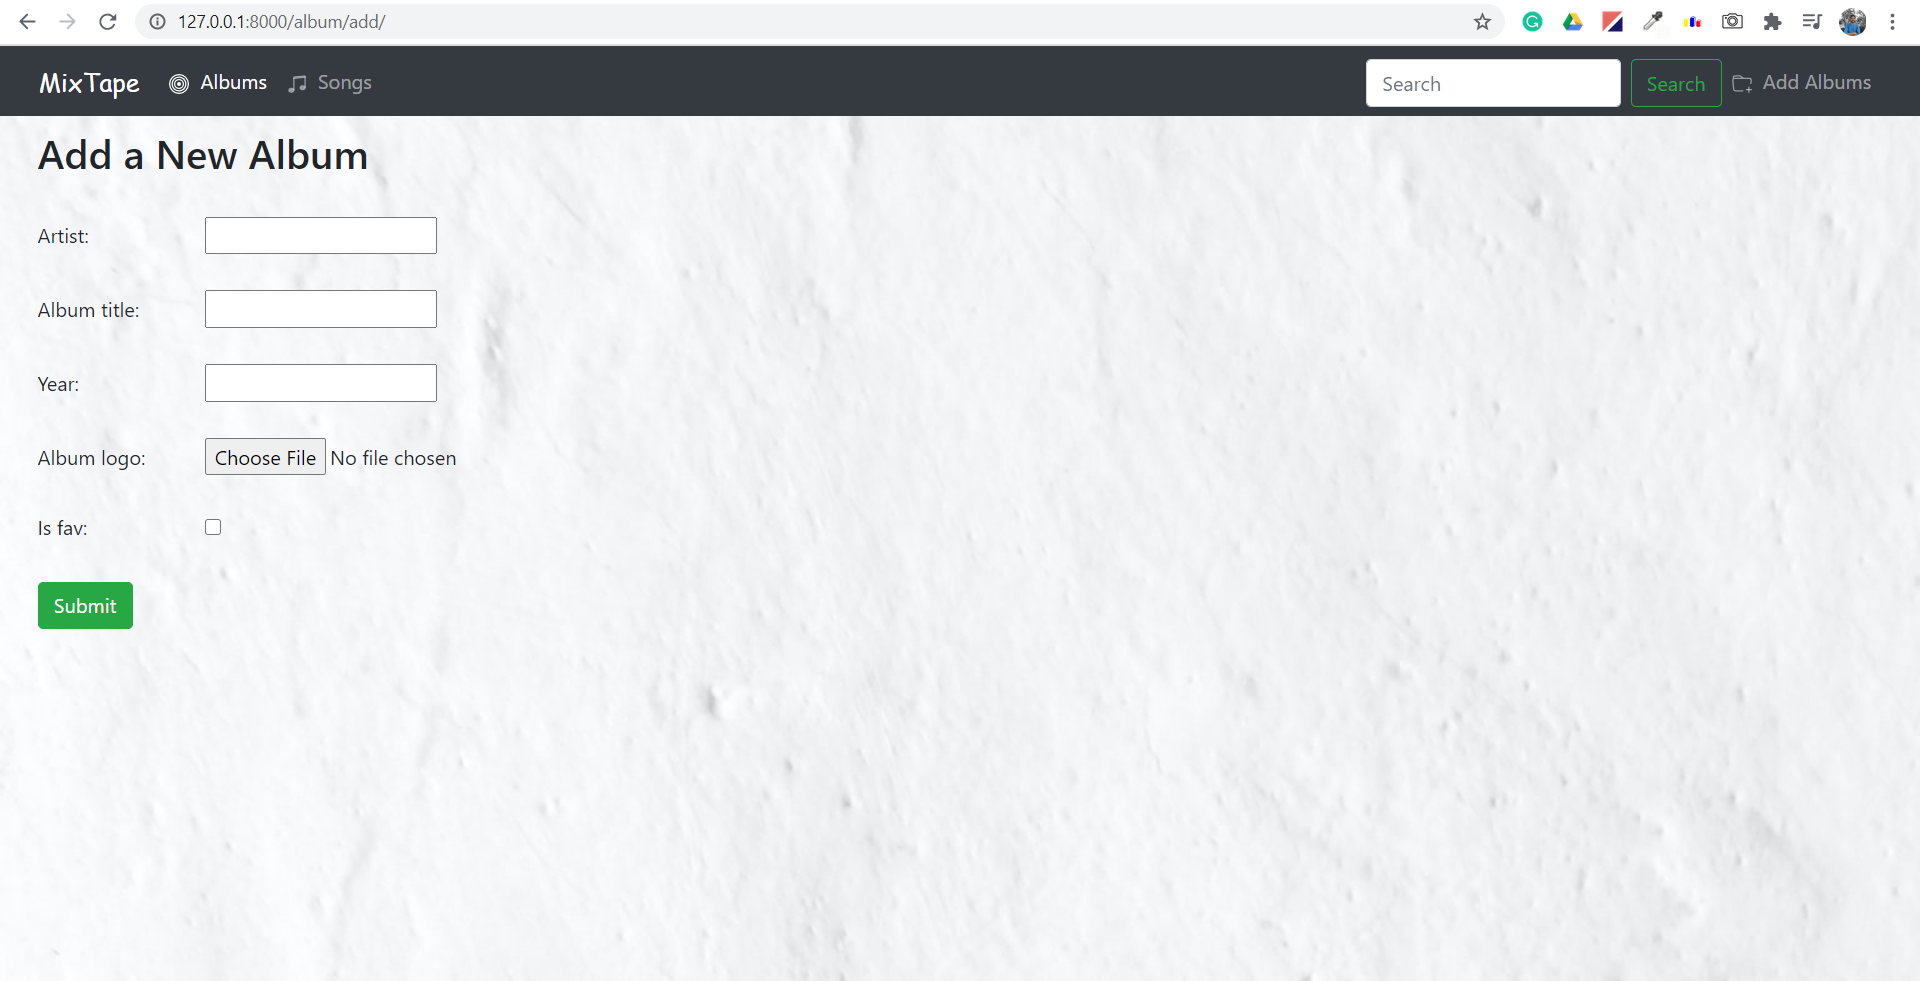 127.0.0.1:8000/album/add/
MixTape Albums Songs Search Search Add Albums
Add a New Album
Artist:
Album title:
Year:
Album logo: Choose File No file chosen
Is fav:
Submit